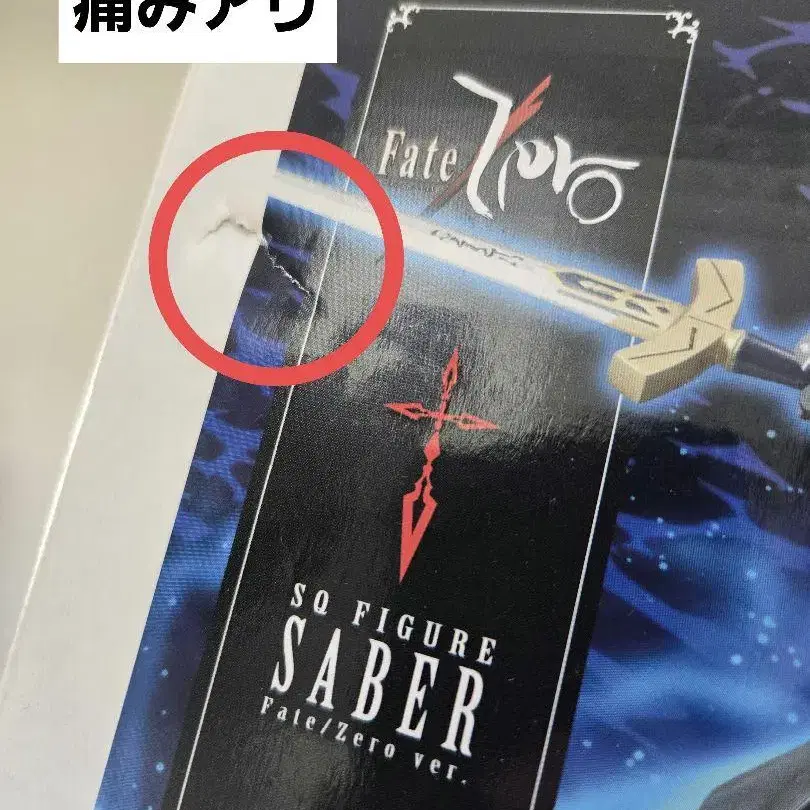 痛みアリ
Fate/Zero
SQ FIGURE
SABER
Fate/Zero ver.